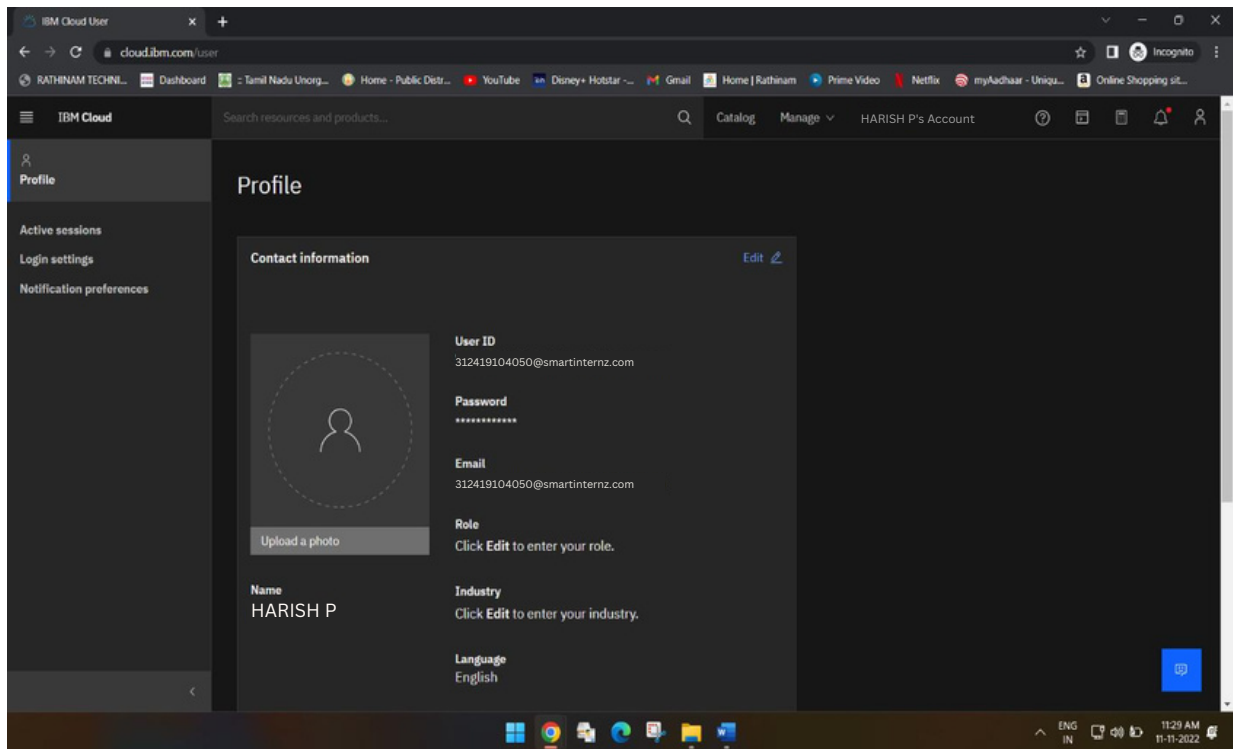 IBM Cloud User
cloud.ibm.com/user
Incognito
RATHINAM TECHNI... Dashboard :: Tamil Nadu Unorg... Home - Public Distr... YouTube Disney+ Hotstar -... Gmail Home | Rathinam Prime Video Netflix myAadhaar - Uniqu... Online Shopping sit...
IBM Cloud Search resources and products... Catalog Manage HARISH P's Account
Profile
Active sessions
Login settings
Notification preferences
Profile
Contact information Edit
Upload a photo
Name
HARISH P
User ID
312419104050@smartinternz.com
Password
************
Email
312419104050@smartinternz.com
Role
Click Edit to enter your role.
Industry
Click Edit to enter your industry.
Language
English
ENG
IN
11:29 AM
11-11-2022